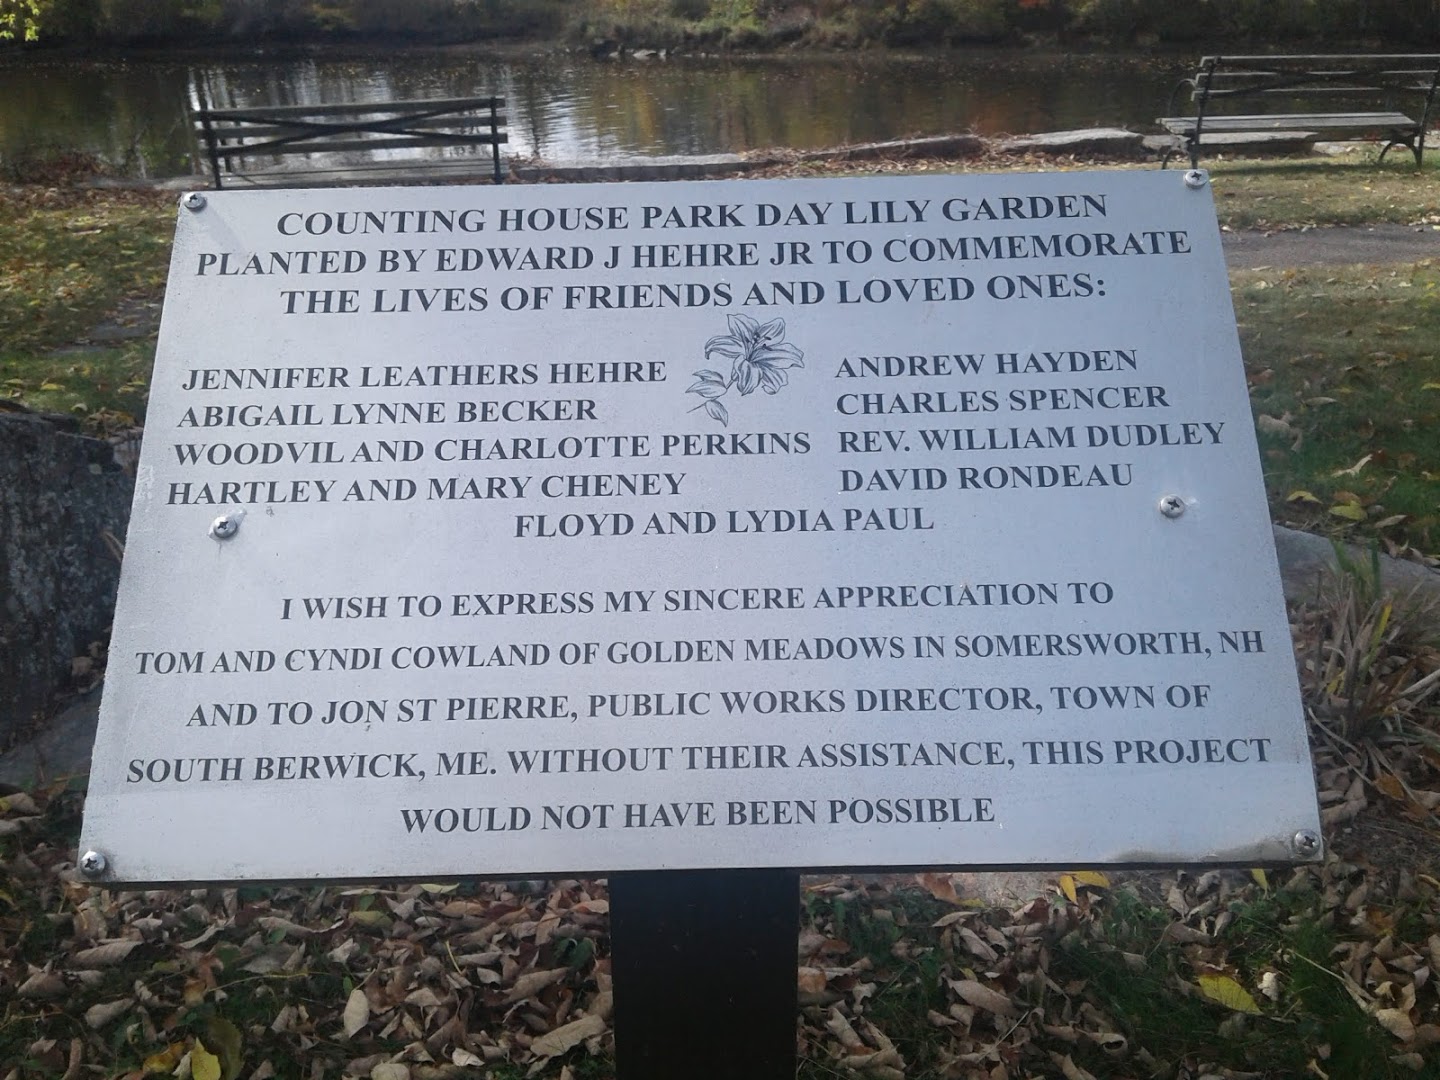 COUNTING HOUSE PARK DAY LILY GARDEN
PLANTED BY EDWARD J HEHRE JR TO COMMEMORATE
THE LIVES OF FRIENDS AND LOVED ONES:
JENNIFER LEATHERS HEHRE
ABIGAIL LYNNE BECKER
WOODVIL AND CHARLOTTE PERKINS
HARTLEY AND MARY CHENEY
ANDREW HAYDEN
CHARLES SPENCER
REV. WILLIAM DUDLEY
DAVID RONDEAU
FLOYD AND LYDIA PAUL
I WISH TO EXPRESS MY SINCERE APPRECIATION TO
TOM AND CYNDI COWLAND OF GOLDEN MEADOWS IN SOMERSWORTH, NH
AND TO JON ST PIERRE, PUBLIC WORKS DIRECTOR, TOWN OF
SOUTH BERWICK, ME. WITHOUT THEIR ASSISTANCE, THIS PROJECT
WOULD NOT HAVE BEEN POSSIBLE